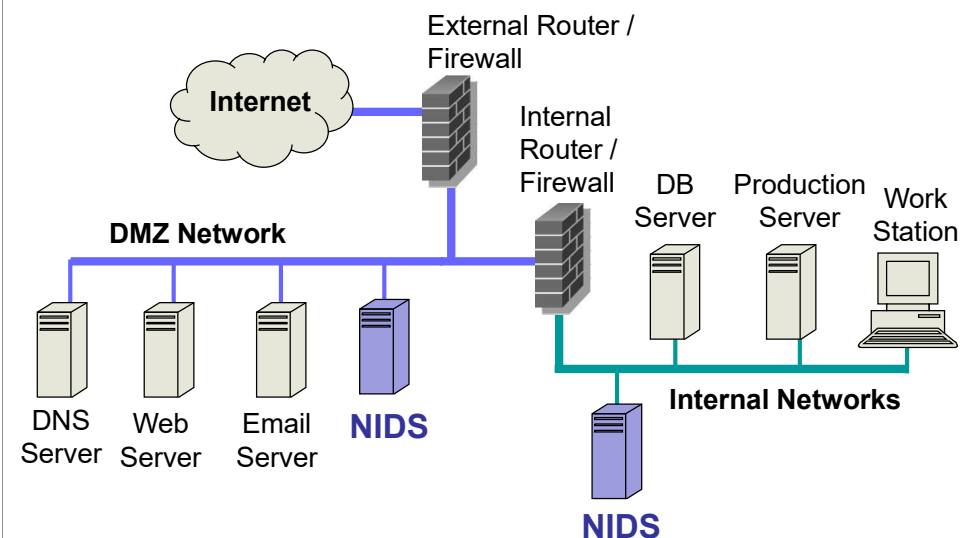 External Router /
Firewall
Internet
Internal
Router /
Firewall
DB
Server
Production
Server
Work
Station
DMZ Network
DNS
Server
Web
Server
Email
Server
NIDS
Internal Networks
NIDS